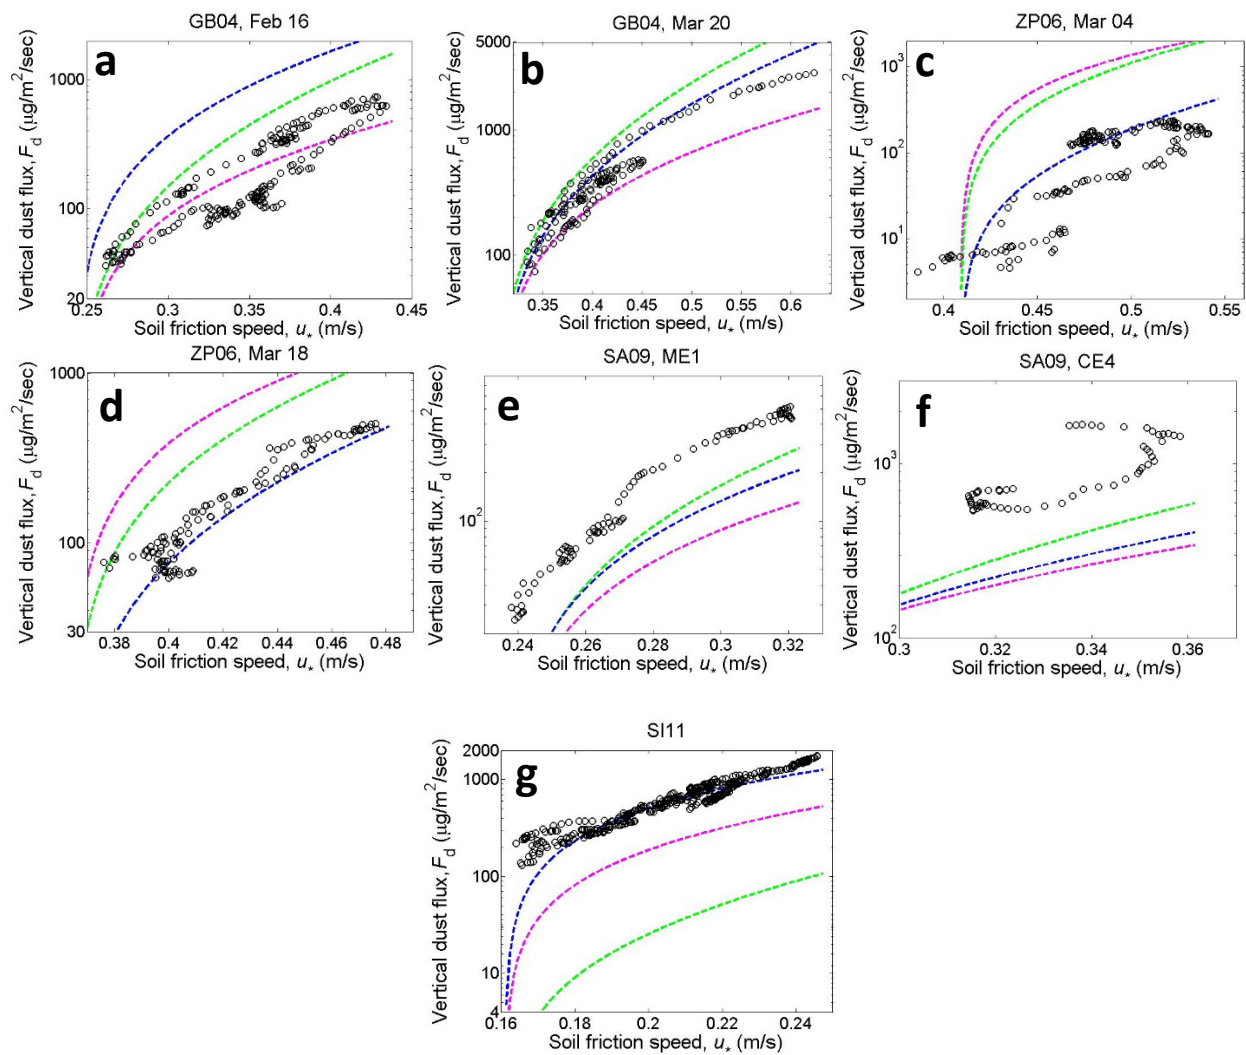 GB04, Feb 16
a
Vertical dust flux, F_d (μg/m²/sec)
1000
100
20
0.25 0.3 0.35 0.4 0.45
Soil friction speed, u_* (m/s)
GB04, Mar 20
b
Vertical dust flux, F_d (μg/m²/sec)
5000
1000
100
0.35 0.4 0.45 0.5 0.55 0.6
Soil friction speed, u_* (m/s)
ZP06, Mar 04
c
Vertical dust flux, F_d (μg/m²/sec)
10³
10²
10¹
0.4 0.45 0.5 0.55
Soil friction speed, u_* (m/s)
ZP06, Mar 18
d
Vertical dust flux, F_d (μg/m²/sec)
1000
100
30
0.38 0.4 0.42 0.44 0.46 0.48
Soil friction speed, u_* (m/s)
SA09, ME1
e
Vertical dust flux, F_d (μg/m²/sec)
10²
0.24 0.26 0.28 0.3 0.32
Soil friction speed, u_* (m/s)
SA09, CE4
f
Vertical dust flux, F_d (μg/m²/sec)
10³
10²
0.3 0.32 0.34 0.36
Soil friction speed, u_* (m/s)
SI11
g
Vertical dust flux, F_d (μg/m²/sec)
2000
1000
100
10
4
0.16 0.18 0.2 0.22 0.24
Soil friction speed, u_* (m/s)